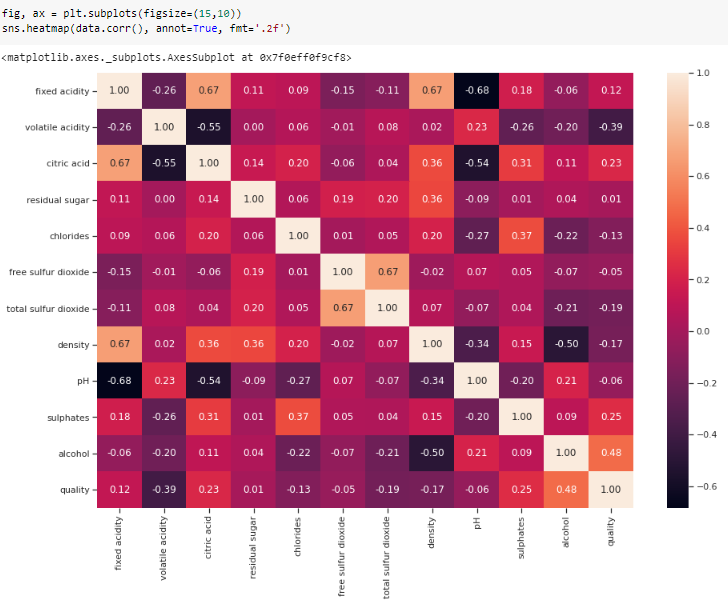 fig, ax = plt.subplots(figsize=(15,10))
sns.heatmap(data.corr(), annot=True, fmt='.2f')
<matplotlib.axes._subplots.AxesSubplot at 0x7f0eff0f9cf8>
fixed acidity 1.00 -0.26 0.67 0.11 0.09 -0.15 -0.11 0.67 -0.68 0.18 -0.06 0.12
volatile acidity -0.26 1.00 -0.55 0.00 0.06 -0.01 0.08 0.02 0.23 -0.26 -0.20 -0.39
citric acid 0.67 -0.55 1.00 0.14 0.20 -0.06 0.04 0.36 -0.54 0.31 0.11 0.23
residual sugar 0.11 0.00 0.14 1.00 0.06 0.19 0.20 0.36 -0.09 0.01 0.04 0.01
chlorides 0.09 0.06 0.20 0.06 1.00 0.01 0.05 0.20 -0.27 0.37 -0.22 -0.13
free sulfur dioxide -0.15 -0.01 -0.06 0.19 0.01 1.00 0.67 -0.02 0.07 0.05 -0.07 -0.05
total sulfur dioxide -0.11 0.08 0.04 0.20 0.05 0.67 1.00 0.07 -0.07 0.04 -0.21 -0.19
density 0.67 0.02 0.36 0.36 0.20 -0.02 0.07 1.00 -0.34 0.15 -0.50 -0.17
pH -0.68 0.23 -0.54 -0.09 -0.27 0.07 -0.07 -0.34 1.00 -0.20 0.21 -0.06
sulphates 0.18 -0.26 0.31 0.01 0.37 0.05 0.04 0.15 -0.20 1.00 0.09 0.25
alcohol -0.06 -0.20 0.11 0.04 -0.22 -0.07 -0.21 -0.50 0.21 0.09 1.00 0.48
quality 0.12 -0.39 0.23 0.01 -0.13 -0.05 -0.19 -0.17 -0.06 0.25 0.48 1.00
fixed acidity
volatile acidity
citric acid
residual sugar
chlorides
free sulfur dioxide
total sulfur dioxide
density
pH
sulphates
alcohol
quality
1.0
0.8
0.6
0.4
0.2
0.0
−0.2
−0.4
−0.6